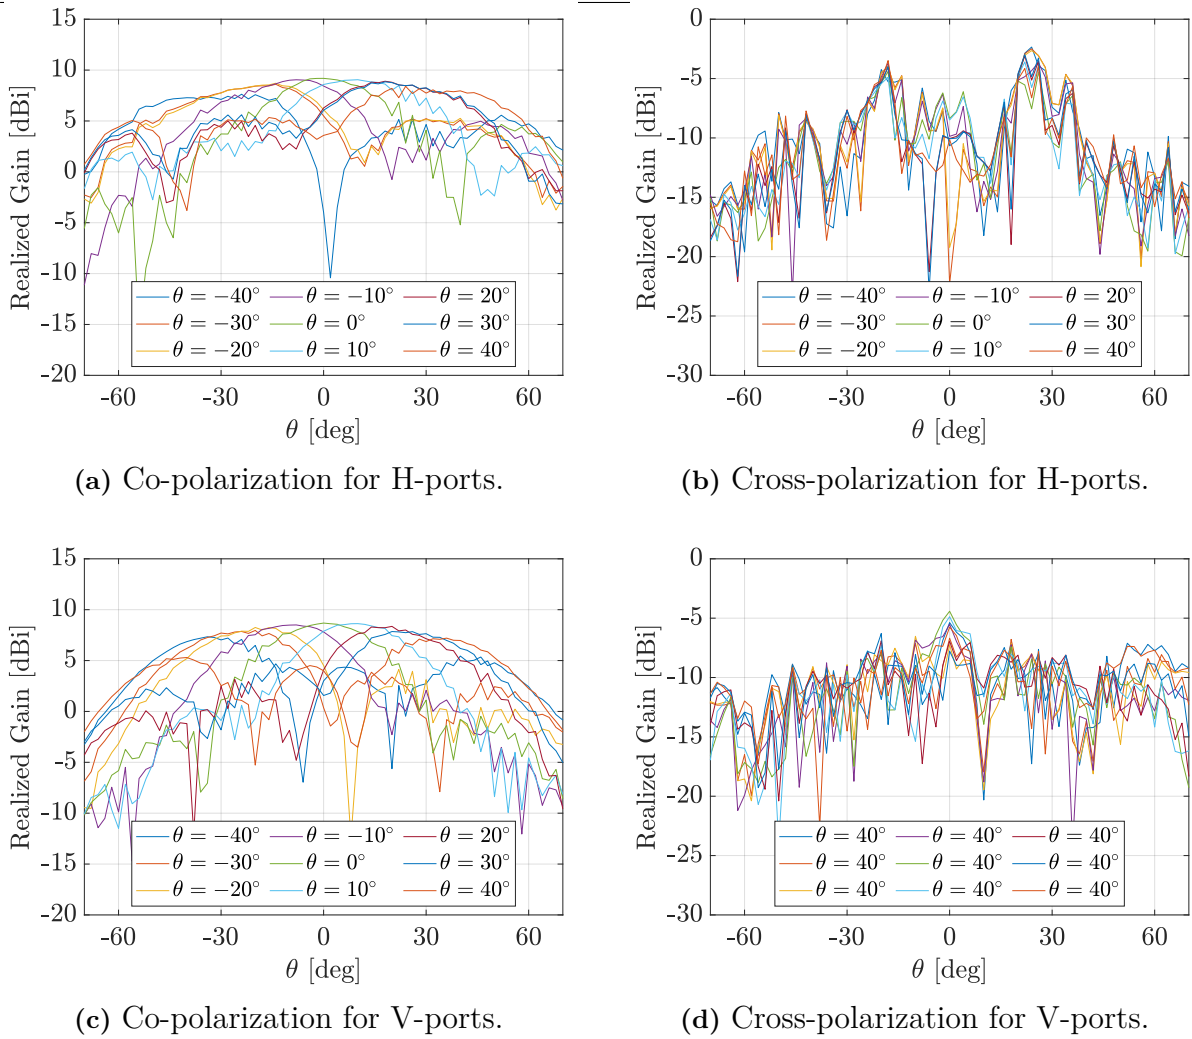 15
10
5
0
-5
-10
-15
-20
Realized Gain [dBi]
θ = −40° θ = −10° θ = 20°
θ = −30° θ = 0° θ = 30°
θ = −20° θ = 10° θ = 40°
-60 -30 0 30 60
θ [deg]
(a) Co-polarization for H-ports.
0
-5
-10
-15
-20
-25
-30
Realized Gain [dBi]
θ = −40° θ = −10° θ = 20°
θ = −30° θ = 0° θ = 30°
θ = −20° θ = 10° θ = 40°
-60 -30 0 30 60
θ [deg]
(b) Cross-polarization for H-ports.
15
10
5
0
-5
-10
-15
-20
Realized Gain [dBi]
θ = −40° θ = −10° θ = 20°
θ = −30° θ = 0° θ = 30°
θ = −20° θ = 10° θ = 40°
-60 -30 0 30 60
θ [deg]
(c) Co-polarization for V-ports.
0
-5
-10
-15
-20
-25
-30
Realized Gain [dBi]
θ = 40° θ = 40° θ = 40°
θ = 40° θ = 40° θ = 40°
θ = 40° θ = 40° θ = 40°
-60 -30 0 30 60
θ [deg]
(d) Cross-polarization for V-ports.